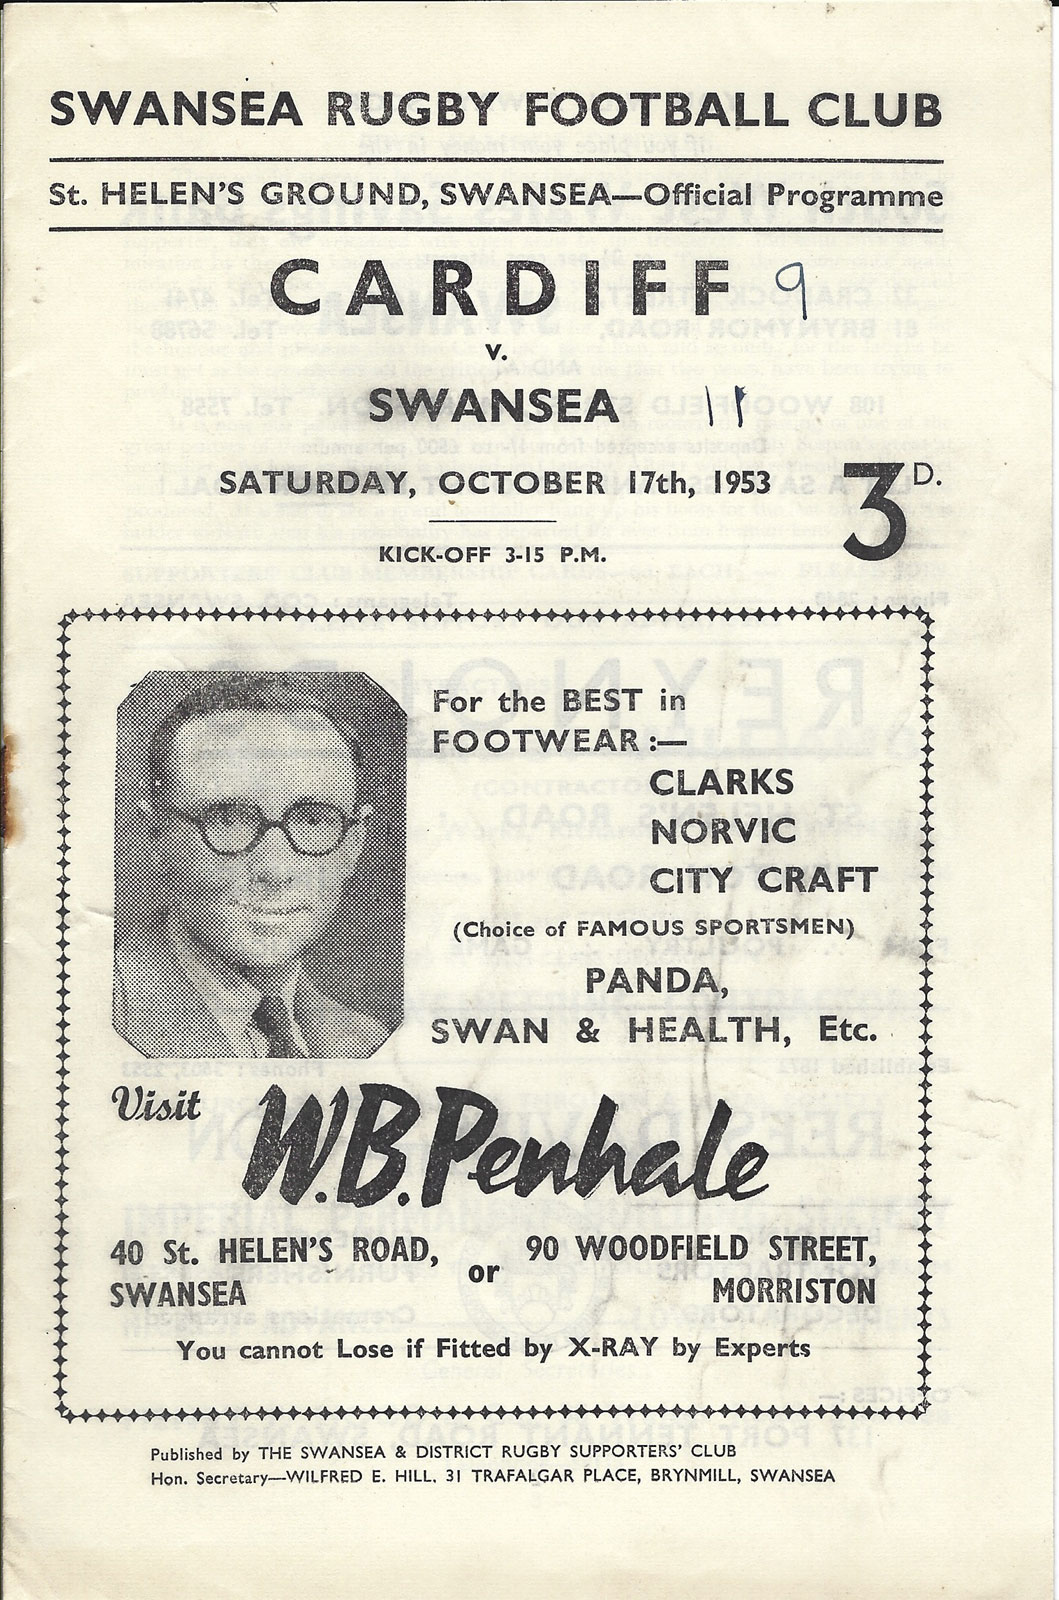 SWANSEA RUGBY FOOTBALL CLUB
St. HELEN'S GROUND, SWANSEA—Official Programme
CARDIFF 9
v.
SWANSEA 11
SATURDAY, OCTOBER 17th, 1953
3D.
KICK-OFF 3-15 P.M.
For the BEST in
FOOTWEAR :—
CLARKS
NORVIC
CITY CRAFT
(Choice of FAMOUS SPORTSMEN)
PANDA,
SWAN & HEALTH, Etc.
Visit W.B. Penhale
40 St. HELEN'S ROAD,
SWANSEA
or
90 WOODFIELD STREET,
MORRISTON
You cannot Lose if Fitted by X-RAY by Experts
Published by THE SWANSEA & DISTRICT RUGBY SUPPORTERS' CLUB
Hon. Secretary—WILFRED E. HILL, 31 TRAFALGAR PLACE, BRYNMILL, SWANSEA